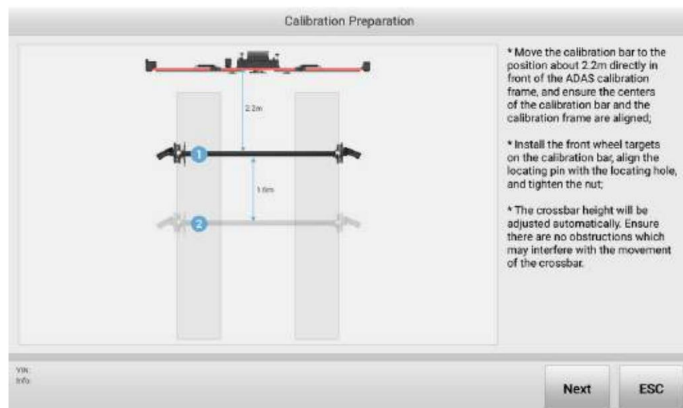 Calibration Preparation
* Move the calibration bar to the
position about 2.2m directly in
front of the ADAS calibration
frame, and ensure the centers
of the calibration bar and the
calibration frame are aligned;
* Install the front wheel targets
on the calibration bar, align the
locating pin with the locating hole,
and tighten the nut;
* The crossbar height will be
adjusted automatically. Ensure
there are no obstructions which
may interfere with the movement
of the crossbar.
2.2m
1
2
VIN:
Info:
Next
ESC